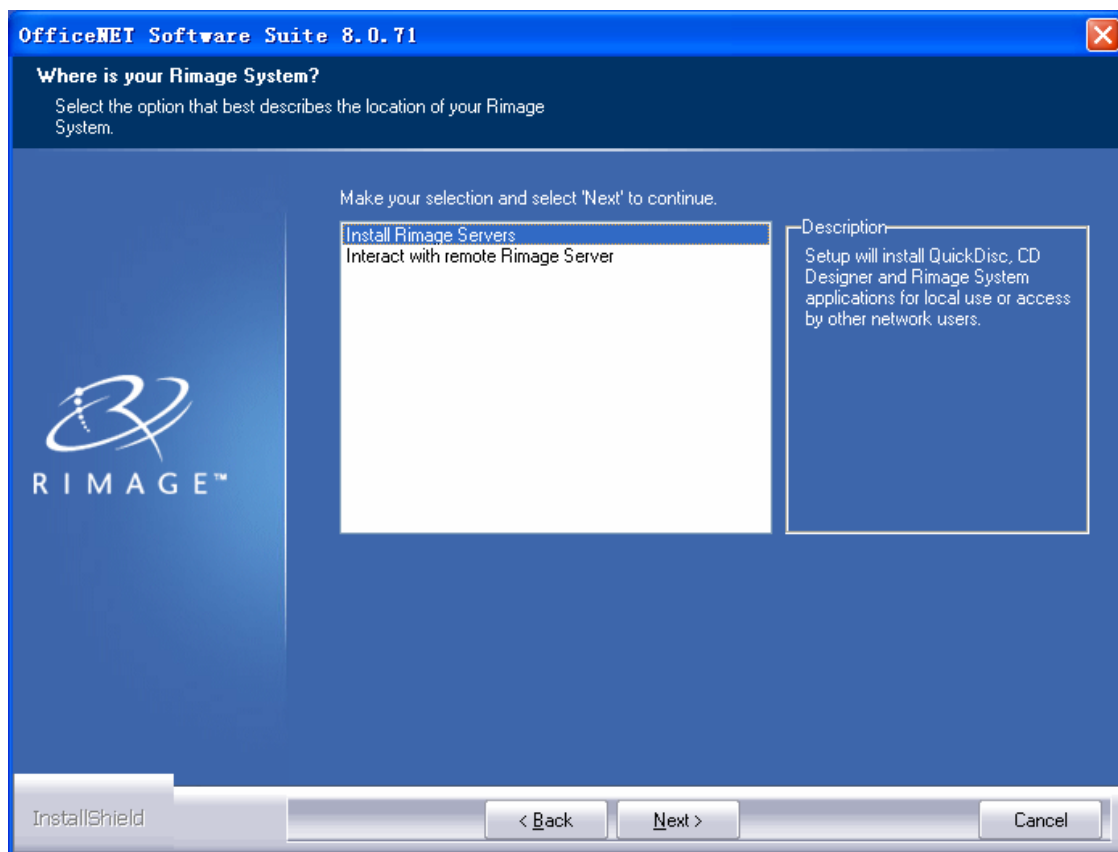 OfficeNET Software Suite 8.0.71
Where is your Rimage System?
Select the option that best describes the location of your Rimage
System.
Make your selection and select 'Next' to continue.
Install Rimage Servers
Interact with remote Rimage Server
Description
Setup will install QuickDisc, CD
Designer and Rimage System
applications for local use or access
by other network users.
RIMAGE™
InstallShield
< Back
Next >
Cancel